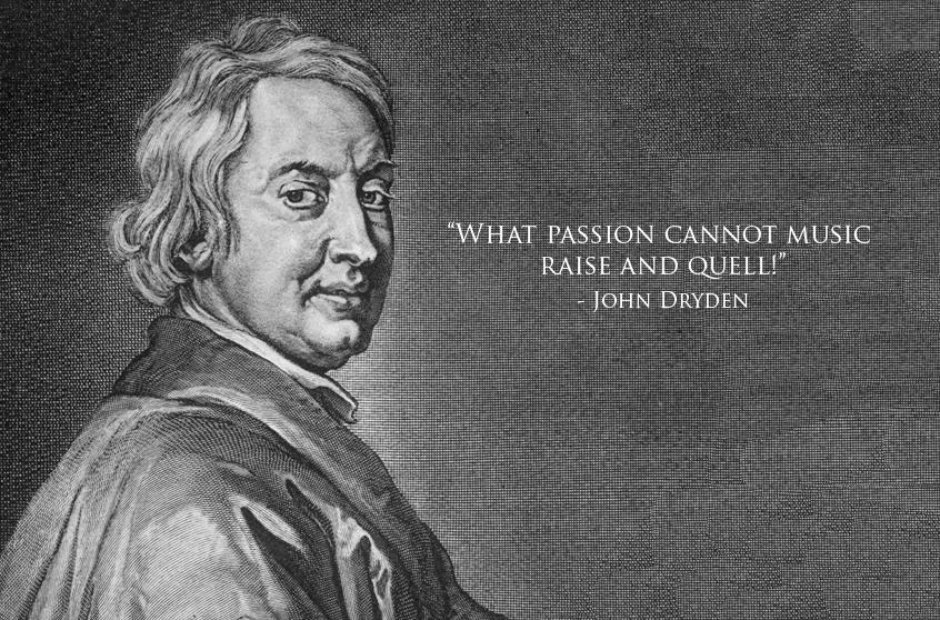 “What passion cannot music
raise and quell!”
- John Dryden